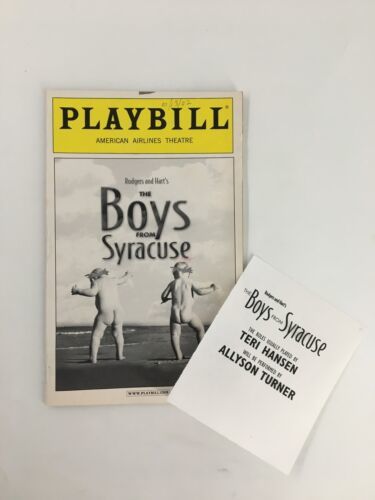 PLAYBILL®
AMERICAN AIRLINES THEATRE
Rodgers and Hart's
THE
Boys
FROM
Syracuse
WWW.PLAYBILL.COM
Rodgers and Hart's
THE Boys FROM Syracuse
THE ROLES USUALLY PLAYED BY
TERI HANSEN
WILL BE PERFORMED BY
ALLYSON TURNER